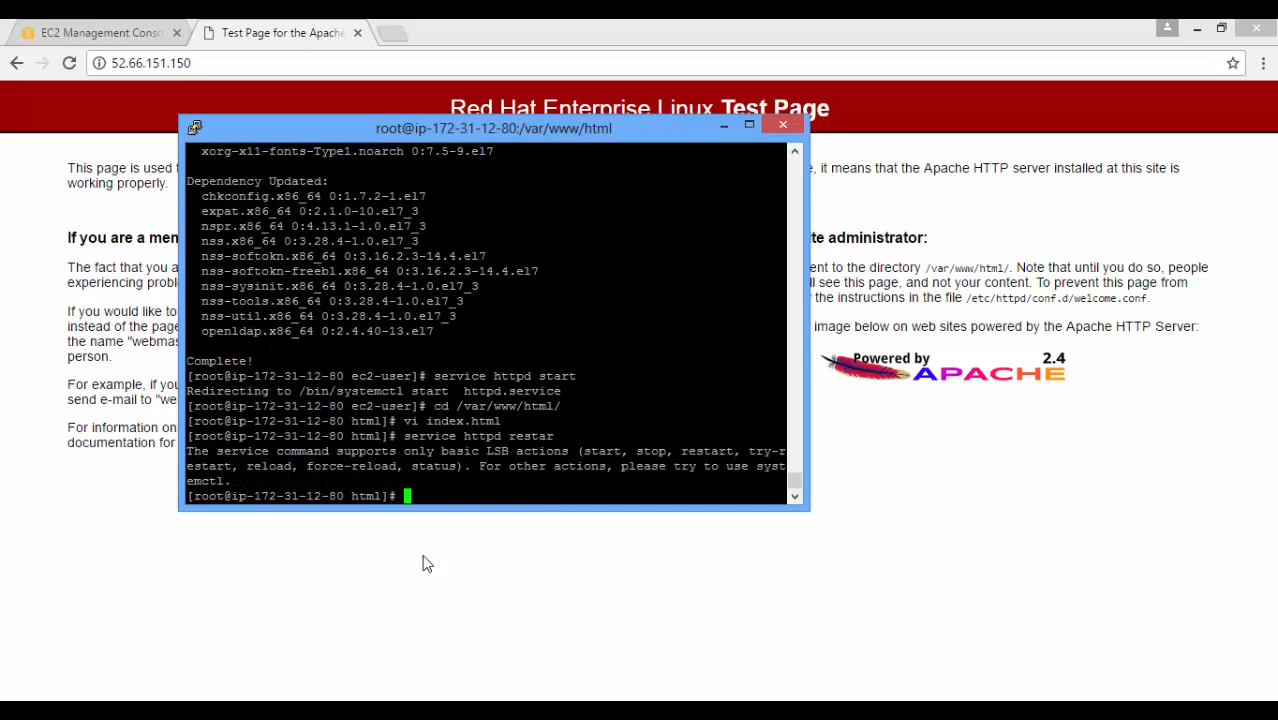 EC2 Management Conso
Test Page for the Apache
52.66.151.150
Red Hat Enterprise Linux Test Page
root@ip-172-31-12-80:/var/www/html
This page is used
, it means that the Apache HTTP server installed at this site is
working properly.
If you are a mem
te administrator:
The fact that you a
ent to the directory /var/www/html/. Note that until you do so, people
experiencing prob
ll see this page, and not your content. To prevent this page from
the instructions in the file /etc/httpd/conf.d/welcome.conf.
If you would like to
instead of the page
image below on web sites powered by the Apache HTTP Server:
the name "webmas
person.
For example, if you
send e-mail to "we
For information on
documentation for
Powered by 2.4
APACHE
xorg-x11-fonts-Type1.noarch 0:7.5-9.el7
Dependency Updated:
chkconfig.x86_64 0:1.7.2-1.el7
expat.x86_64 0:2.1.0-10.el7_3
nspr.x86_64 0:4.13.1-1.0.el7_3
nss.x86_64 0:3.28.4-1.0.el7_3
nss-softokn.x86_64 0:3.16.2.3-14.4.el7
nss-softokn-freebl.x86_64 0:3.16.2.3-14.4.el7
nss-sysinit.x86_64 0:3.28.4-1.0.el7_3
nss-tools.x86_64 0:3.28.4-1.0.el7_3
nss-util.x86_64 0:3.28.4-1.0.el7_3
openldap.x86_64 0:2.4.40-13.el7
Complete!
[root@ip-172-31-12-80 ec2-user]# service httpd start
Redirecting to /bin/systemctl start  httpd.service
[root@ip-172-31-12-80 ec2-user]# cd /var/www/html/
[root@ip-172-31-12-80 html]# vi index.html
[root@ip-172-31-12-80 html]# service httpd restar
The service command supports only basic LSB actions (start, stop, restart, try-r
estart, reload, force-reload, status). For other actions, please try to use syst
emctl.
[root@ip-172-31-12-80 html]#